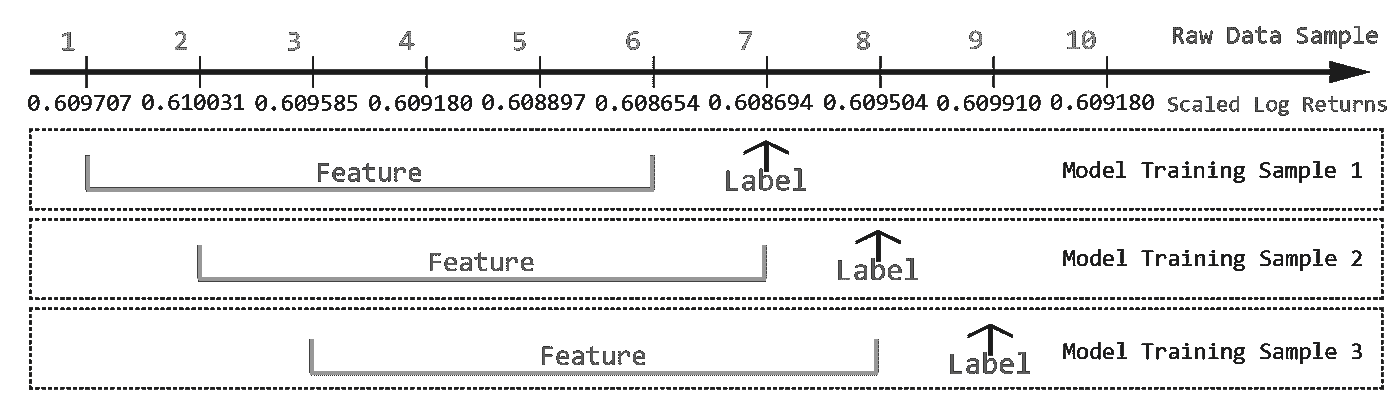 1 2 3 4 5 6 7 8 9 10 Raw Data Sample
0.609707 0.610031 0.609585 0.609180 0.608897 0.608654 0.608694 0.609504 0.609910 0.609180 Scaled Log Returns
Feature Label Model Training Sample 1
Feature Label Model Training Sample 2
Feature Label Model Training Sample 3